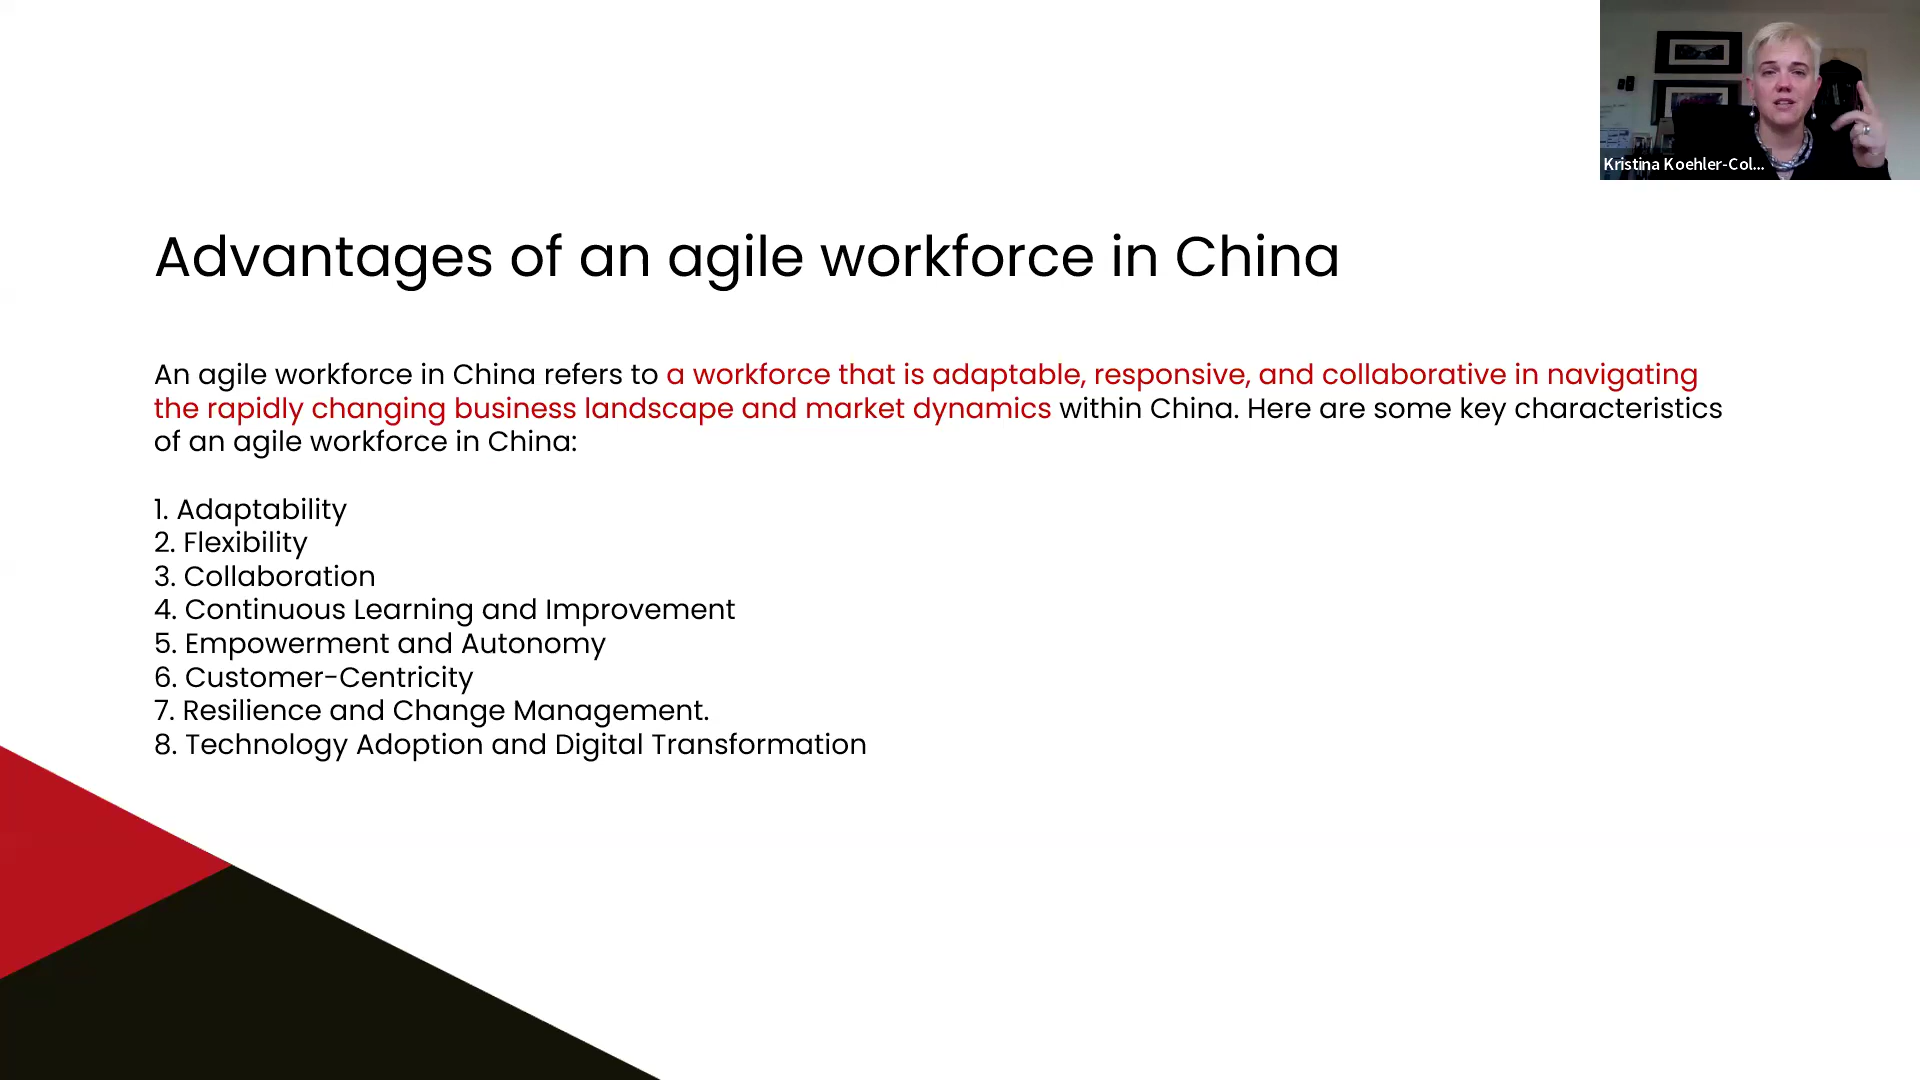 Kristina Koehler-Col...
Advantages of an agile workforce in China
An agile workforce in China refers to a workforce that is adaptable, responsive, and collaborative in navigating
the rapidly changing business landscape and market dynamics within China. Here are some key characteristics
of an agile workforce in China:
1. Adaptability
2. Flexibility
3. Collaboration
4. Continuous Learning and Improvement
5. Empowerment and Autonomy
6. Customer-Centricity
7. Resilience and Change Management.
8. Technology Adoption and Digital Transformation